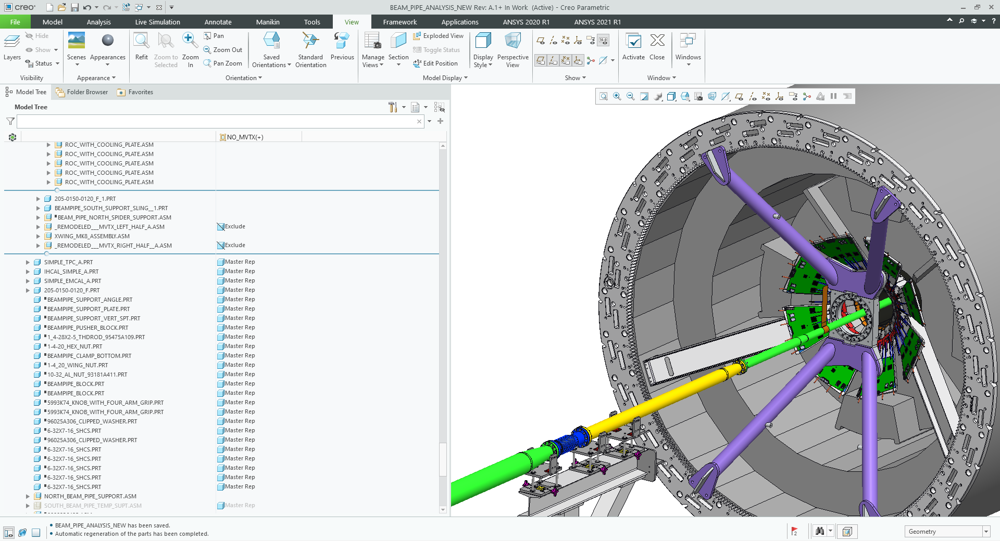 creo
BEAM_PIPE_ANALYSIS_NEW Rev: A.1+ In Work (Active) - Creo Parametric
File Model Analysis Live Simulation Annotate Manikin Tools View Framework Applications ANSYS 2020 R1 ANSYS 2021 R1
Layers
Hide
Show
Status
Visibility
Scenes
Appearances
Appearance
Refit
Zoom to Selected
Zoom In
Pan
Zoom Out
Pan Zoom
Saved Orientations
Standard Orientation
Previous
Orientation
Manage Views
Section
Exploded View
Toggle Status
Edit Position
Display Style
Perspective View
Model Display
10.0
Show
Activate
Close
Windows
Window
Model Tree Folder Browser Favorites
Model Tree
NO_MVTX(+)
ROC_WITH_COOLING_PLATE.ASM
ROC_WITH_COOLING_PLATE.ASM
ROC_WITH_COOLING_PLATE.ASM
ROC_WITH_COOLING_PLATE.ASM
ROC_WITH_COOLING_PLATE.ASM
205-0150-0120_F_1.PRT
BEAMPIPE_SOUTH_SUPPORT_SLING__1.PRT
BEAM_PIPE_NORTH_SPIDER_SUPPORT.ASM
_REMODELED___MVTX_LEFT_HALF_A.ASM Exclude
XWING_MK8_ASSEMBLY.ASM
_REMODELED___MVTX_RIGHT_HALF__A.ASM Exclude
SIMPLE_TPC_A.PRT Master Rep
IHCAL_SIMPLE_A.PRT Master Rep
SIMPLE_EMCAL_A.PRT Master Rep
205-0150-0120_F.PRT Master Rep
BEAMPIPE_SUPPORT_ANGLE.PRT Master Rep
BEAMPIPE_SUPPORT_PLATE.PRT Master Rep
BEAMPIPE_SUPPORT_VERT_SPT.PRT Master Rep
BEAMPIPE_PUSHER_BLOCK.PRT Master Rep
1_4-28X2-5_THDROD_95475A109.PRT Master Rep
1-4-20_HEX_NUT.PRT Master Rep
BEAMPIPE_CLAMP_BOTTOM.PRT Master Rep
1-4_20_WING_NUT.PRT Master Rep
10-32_AL_NUT_93181A411.PRT Master Rep
BEAMPIPE_BLOCK.PRT Master Rep
BEAMPIPE_BLOCK.PRT Master Rep
5993K74_KNOB_WITH_FOUR_ARM_GRIP.PRT Master Rep
5993K74_KNOB_WITH_FOUR_ARM_GRIP.PRT Master Rep
96025A306_CLIPPED_WASHER.PRT Master Rep
6-32X7-16_SHCS.PRT Master Rep
96025A306_CLIPPED_WASHER.PRT Master Rep
6-32X7-16_SHCS.PRT Master Rep
6-32X7-16_SHCS.PRT Master Rep
6-32X7-16_SHCS.PRT Master Rep
6-32X7-16_SHCS.PRT Master Rep
6-32X7-16_SHCS.PRT Master Rep
NORTH_BEAM_PIPE_SUPPORT.ASM
SOUTH_BEAM_PIPE_TEMP_SUPT.ASM Master Rep
• BEAM_PIPE_ANALYSIS_NEW has been saved.
• Automatic regeneration of the parts has been completed.
2
Geometry